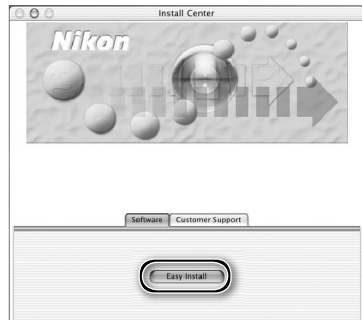 Install Center
Nikon
Software
Customer Support
Easy Install